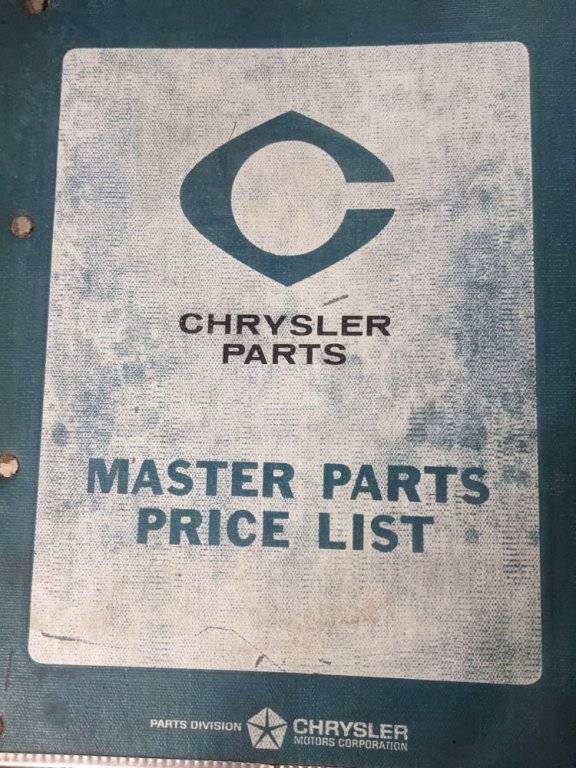 CHRYSLER
PARTS
MASTER PARTS
PRICE LIST
PARTS DIVISION CHRYSLER
MOTORS CORPORATION